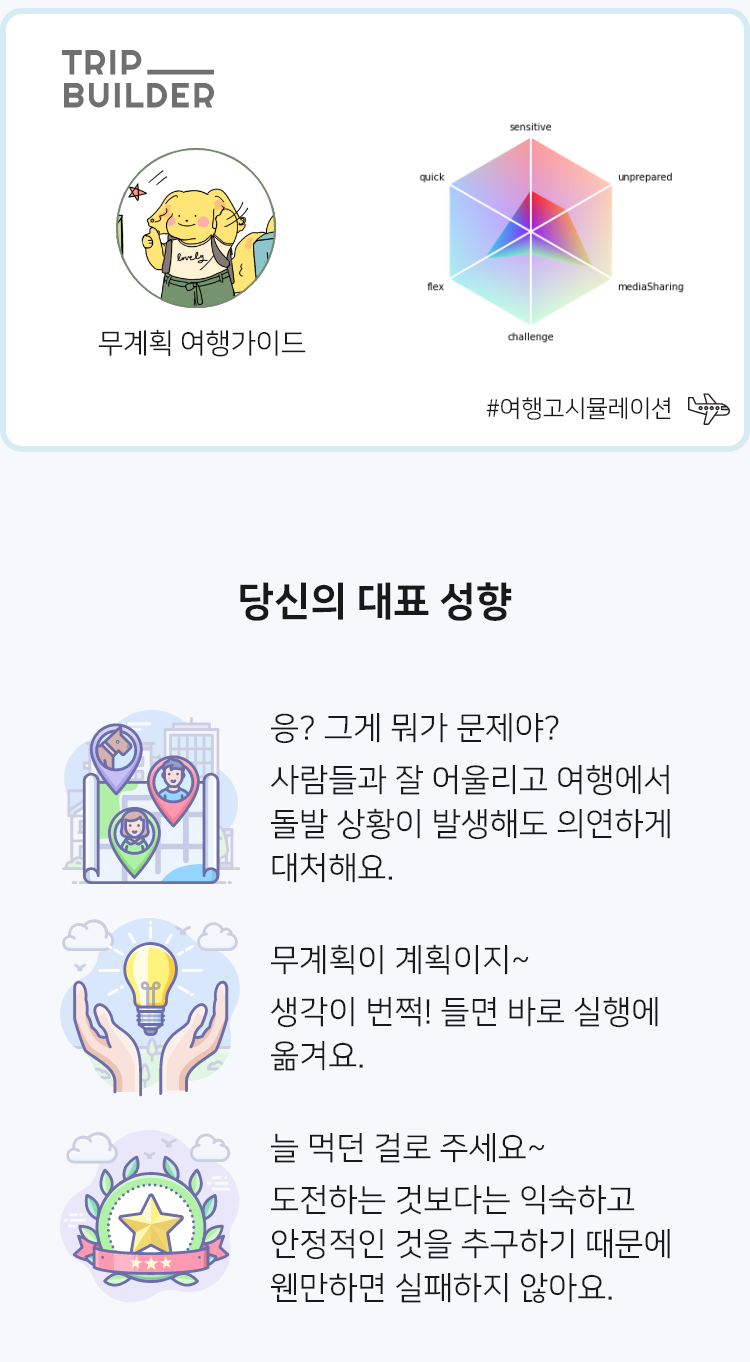 TRIP
BUILDER
sensitive
quick
unprepared
lovely
flex
mediaSharing
challenge
무계획 여행가이드
#여행고시뮬레이션
당신의 대표 성향
응? 그게 뭐가 문제야?
사람들과 잘 어울리고 여행에서
돌발 상황이 발생해도 의연하게
대처해요.
무계획이 계획이지~
생각이 번쩍! 들면 바로 실행에
옮겨요.
늘 먹던 걸로 주세요~
도전하는 것보다는 익숙하고
안정적인 것을 추구하기 때문에
웬만하면 실패하지 않아요.